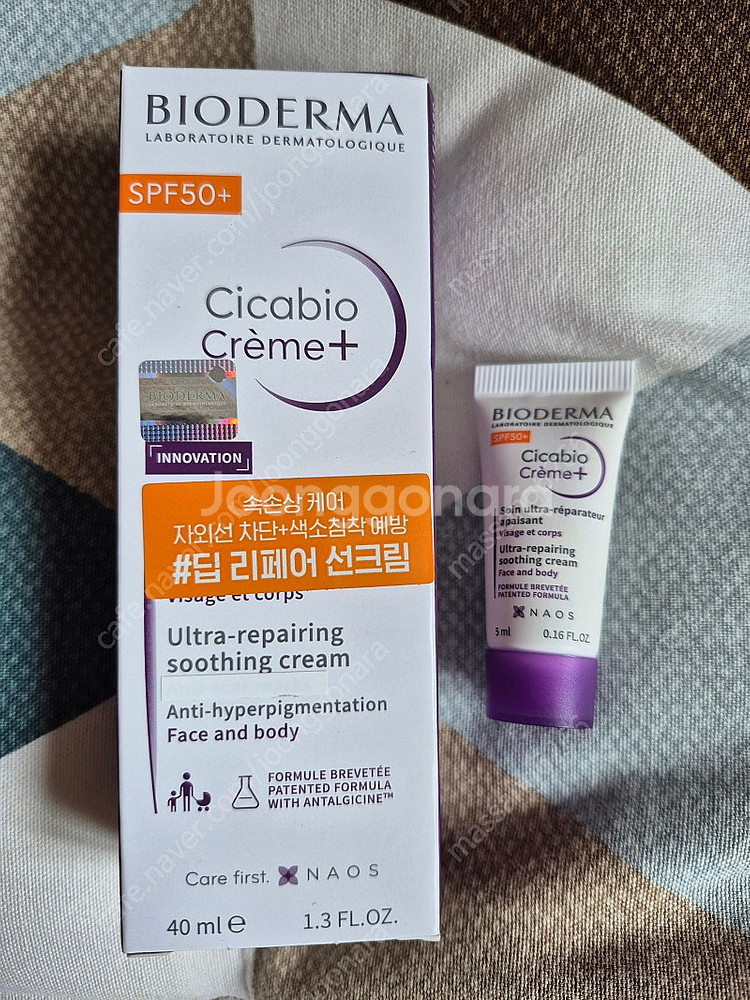 BIODERMA
LABORATOIRE DERMATOLOGIQUE
SPF50+
Cicabio
Crème+
BIODERMA
INNOVATION
속손상 케어
자외선 차단+색소침착 예방
#딥 리페어 선크림
Visage et corps
Ultra-repairing
soothing cream
Anti-hyperpigmentation
Face and body
FORMULE BREVETÉE
PATENTED FORMULA
WITH ANTALGICINE™
Care first. NAOS
40 ml e 1.3 FL.OZ.
BIODERMA
LABORATOIRE DERMATOLOGIQUE
SPF50+
Cicabio
Crème+
Soin ultra-réparateur
apaisant
Visage et corps
Ultra-repairing
soothing cream
Face and body
FORMULE BREVETÉE
PATENTED FORMULA
NAOS
5 ml 0.16 FL.OZ
Joonggonara
cafe.naver.com/joonggonara